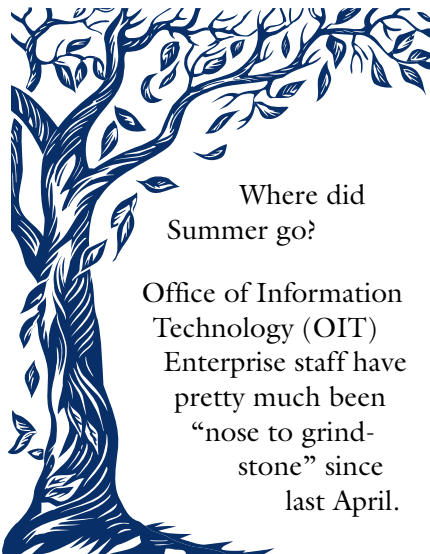 Where did
Summer go?
Office of Information
Technology (OIT)
Enterprise staff have
pretty much been
“nose to grind-
stone” since
last April.